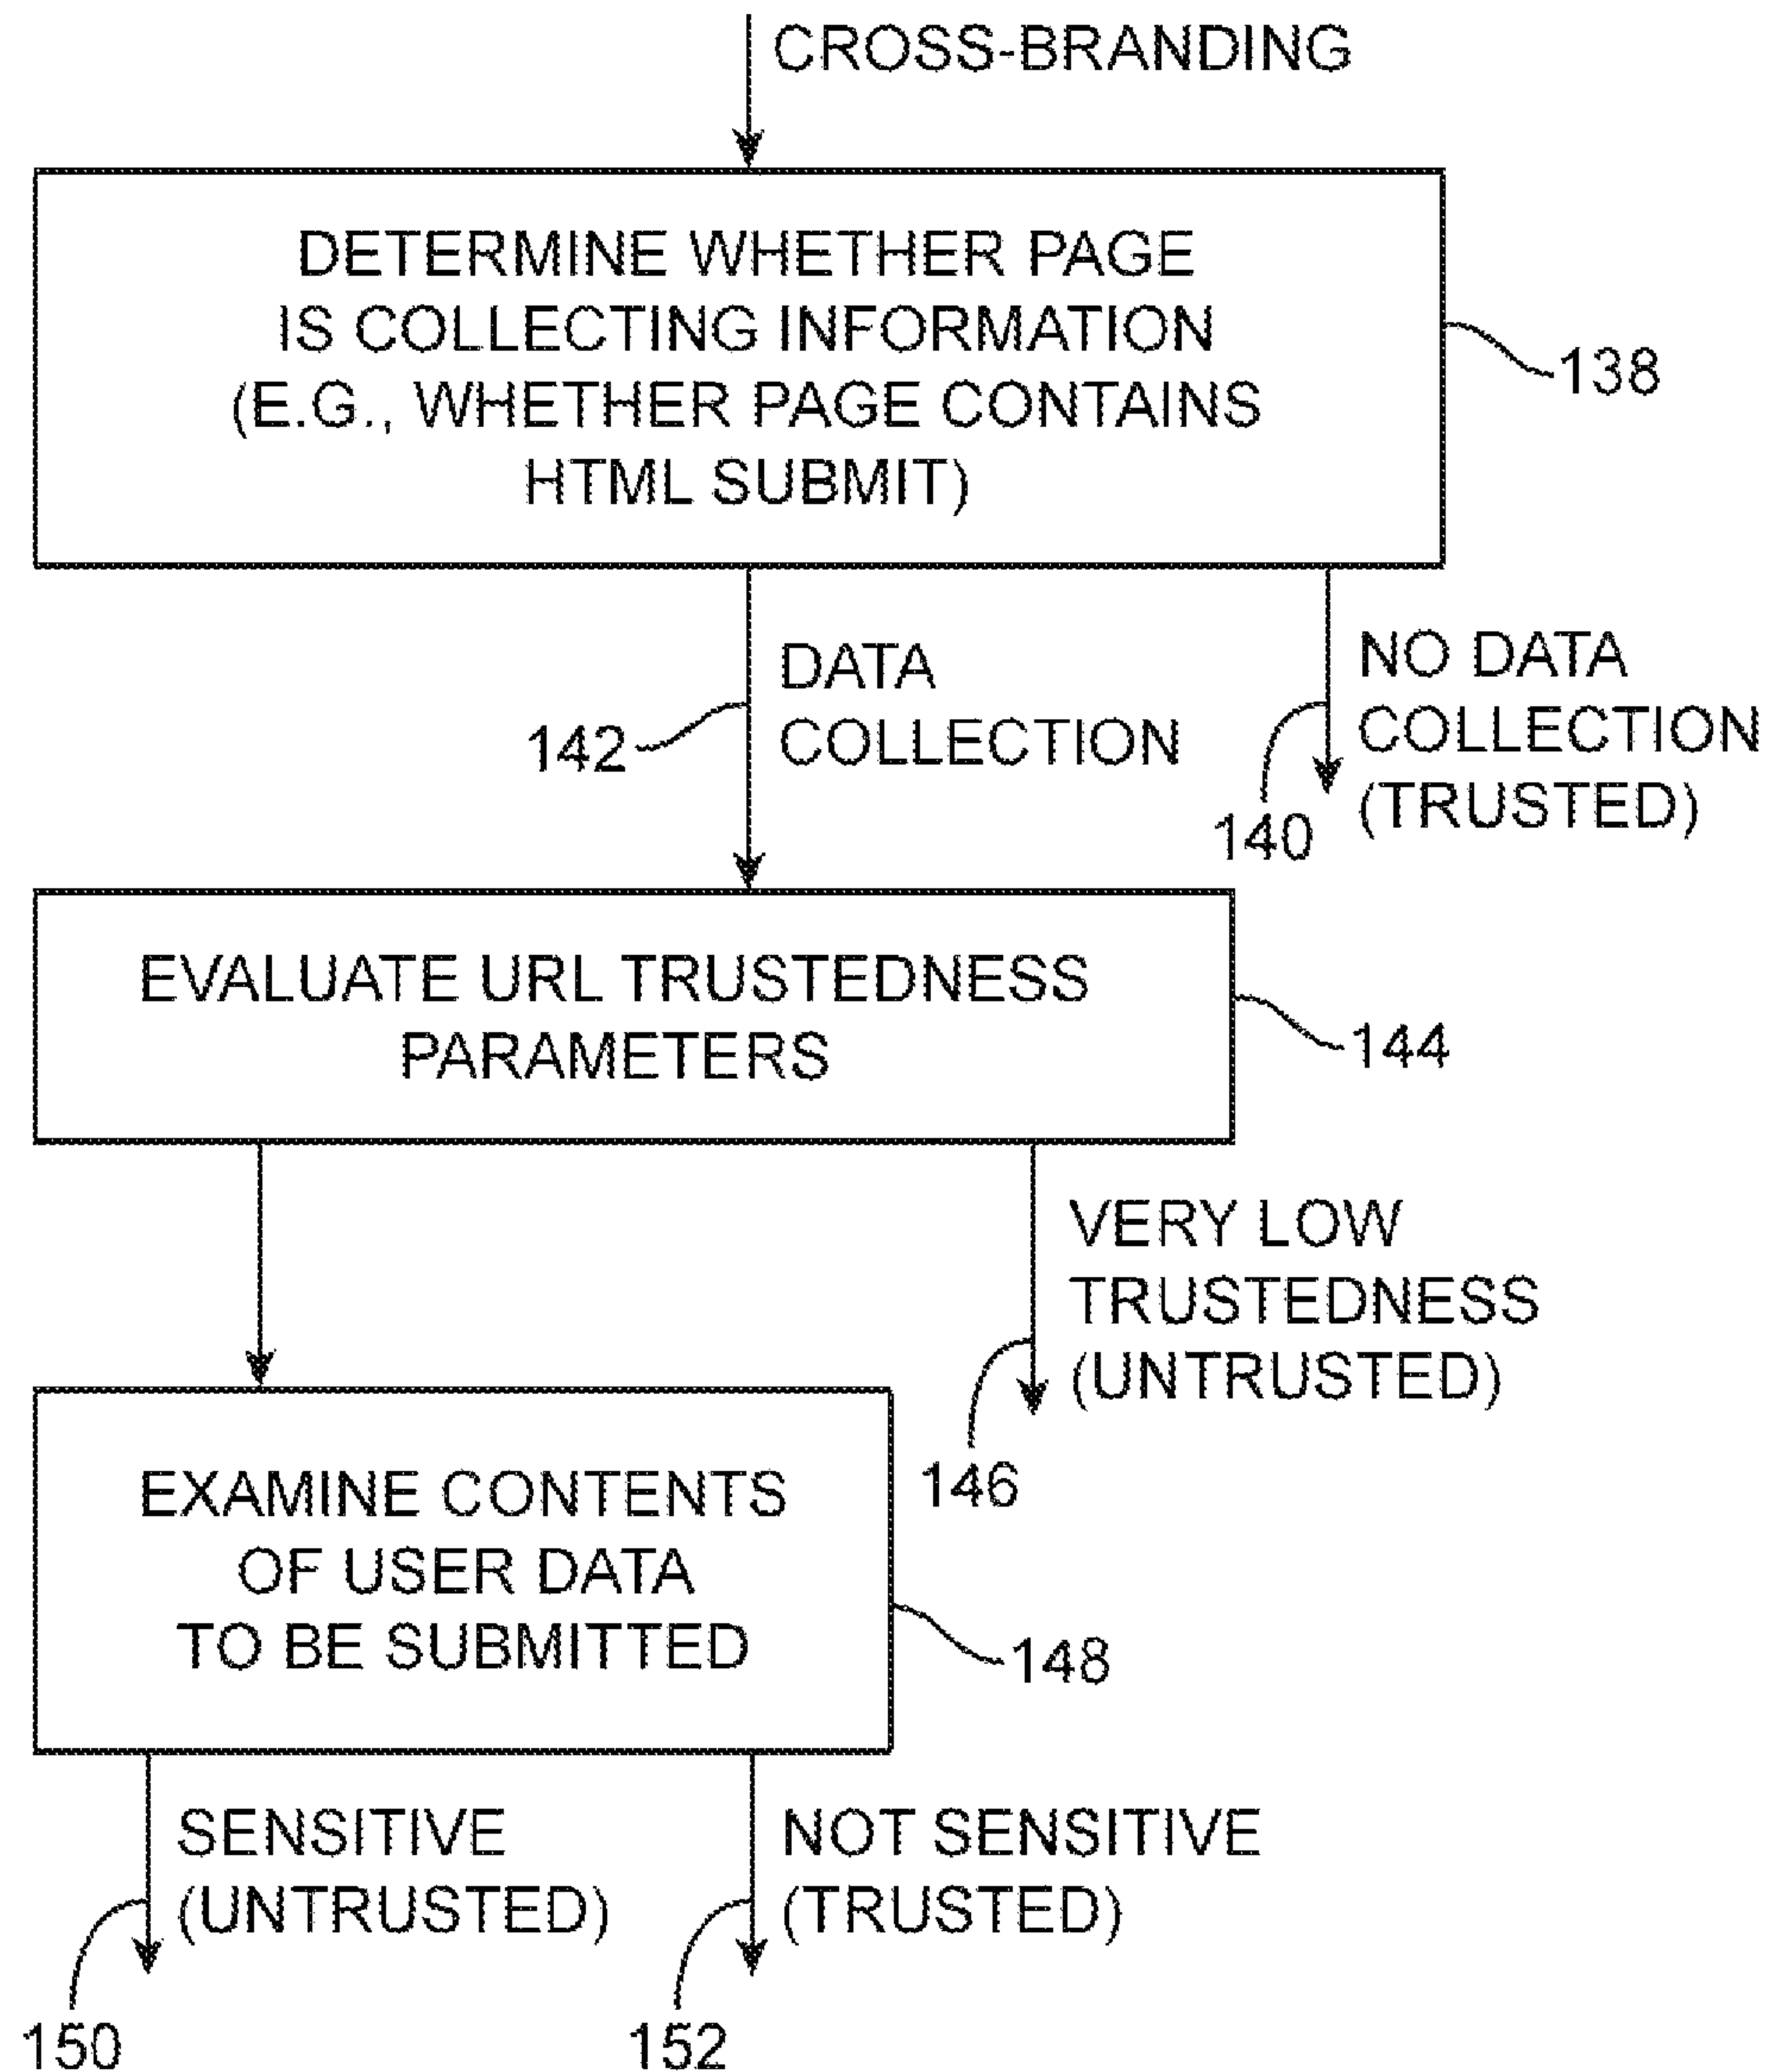 CROSS-BRANDING
DETERMINE WHETHER PAGE
IS COLLECTING INFORMATION
(E.G., WHETHER PAGE CONTAINS
HTML SUBMIT)
138
DATA
COLLECTION
142
NO DATA
COLLECTION
(TRUSTED)
140
EVALUATE URL TRUSTEDNESS
PARAMETERS
144
VERY LOW
TRUSTEDNESS
(UNTRUSTED)
146
EXAMINE CONTENTS
OF USER DATA
TO BE SUBMITTED
148
SENSITIVE
(UNTRUSTED)
150
NOT SENSITIVE
(TRUSTED)
152